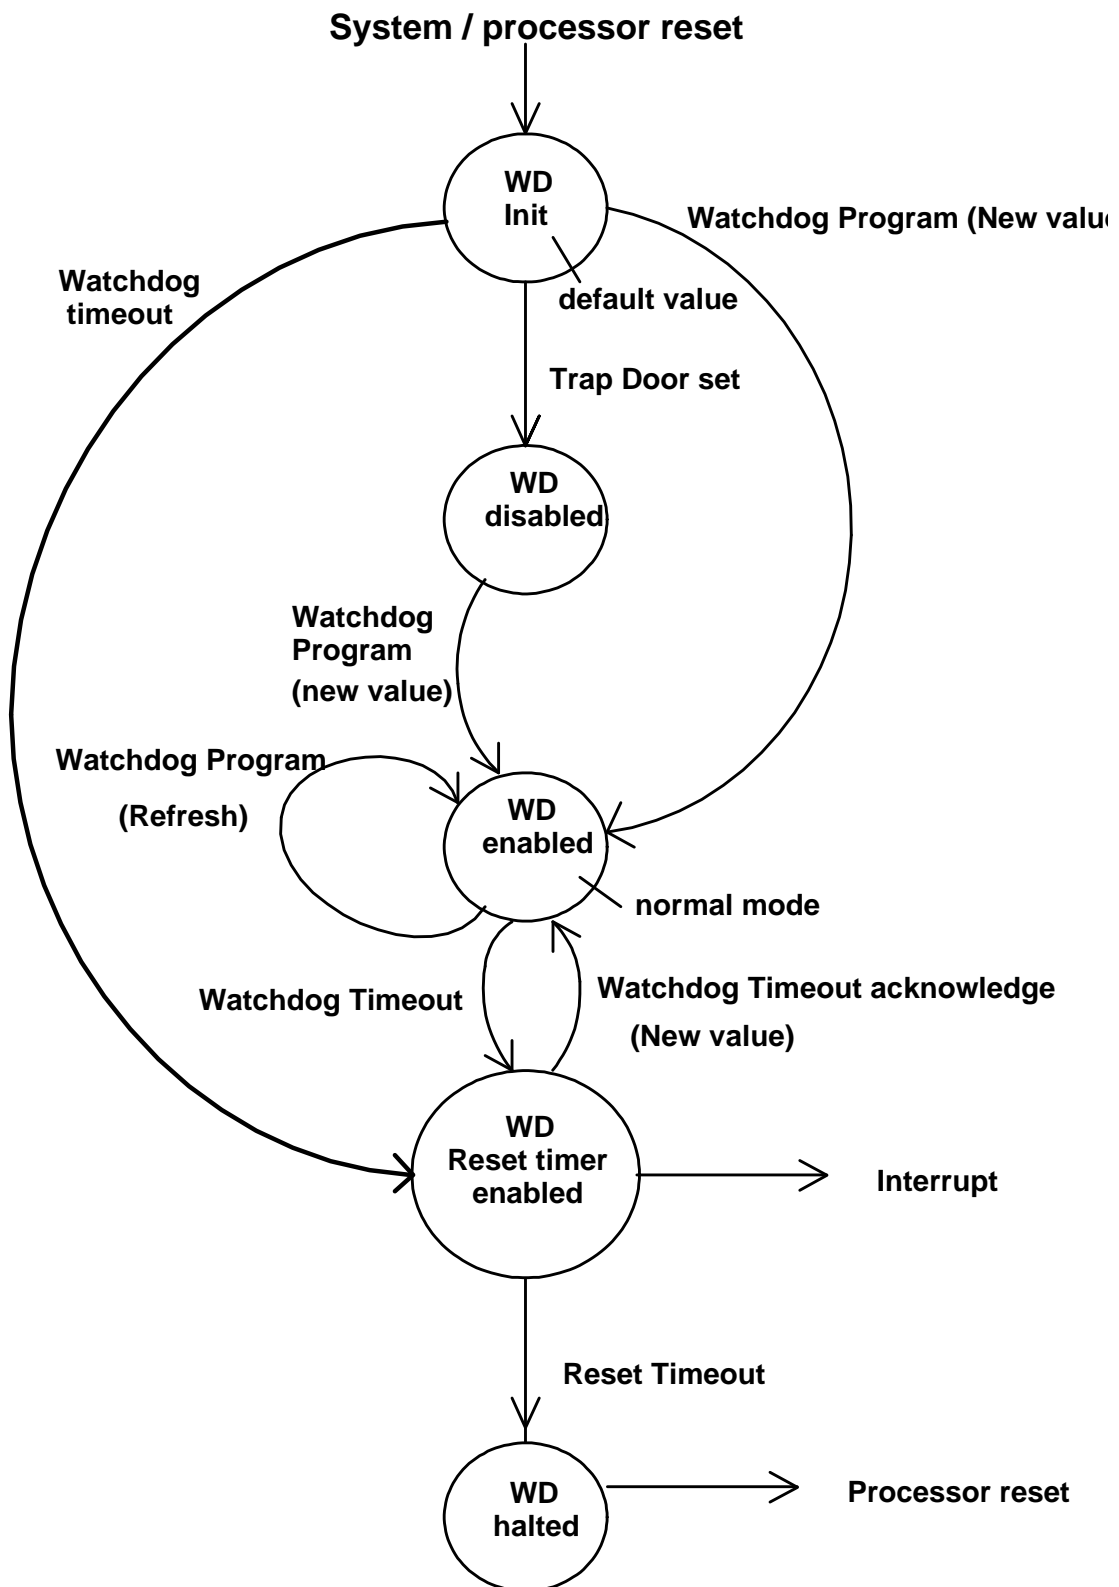 System / processor reset
WD
Init
Watchdog Program (New value
Watchdog
timeout
default value
Trap Door set
WD
disabled
Watchdog
Program
(new value)
Watchdog Program
(Refresh)
WD
enabled
normal mode
Watchdog Timeout
Watchdog Timeout acknowledge
(New value)
WD
Reset timer
enabled
Interrupt
Reset Timeout
WD
halted
Processor reset